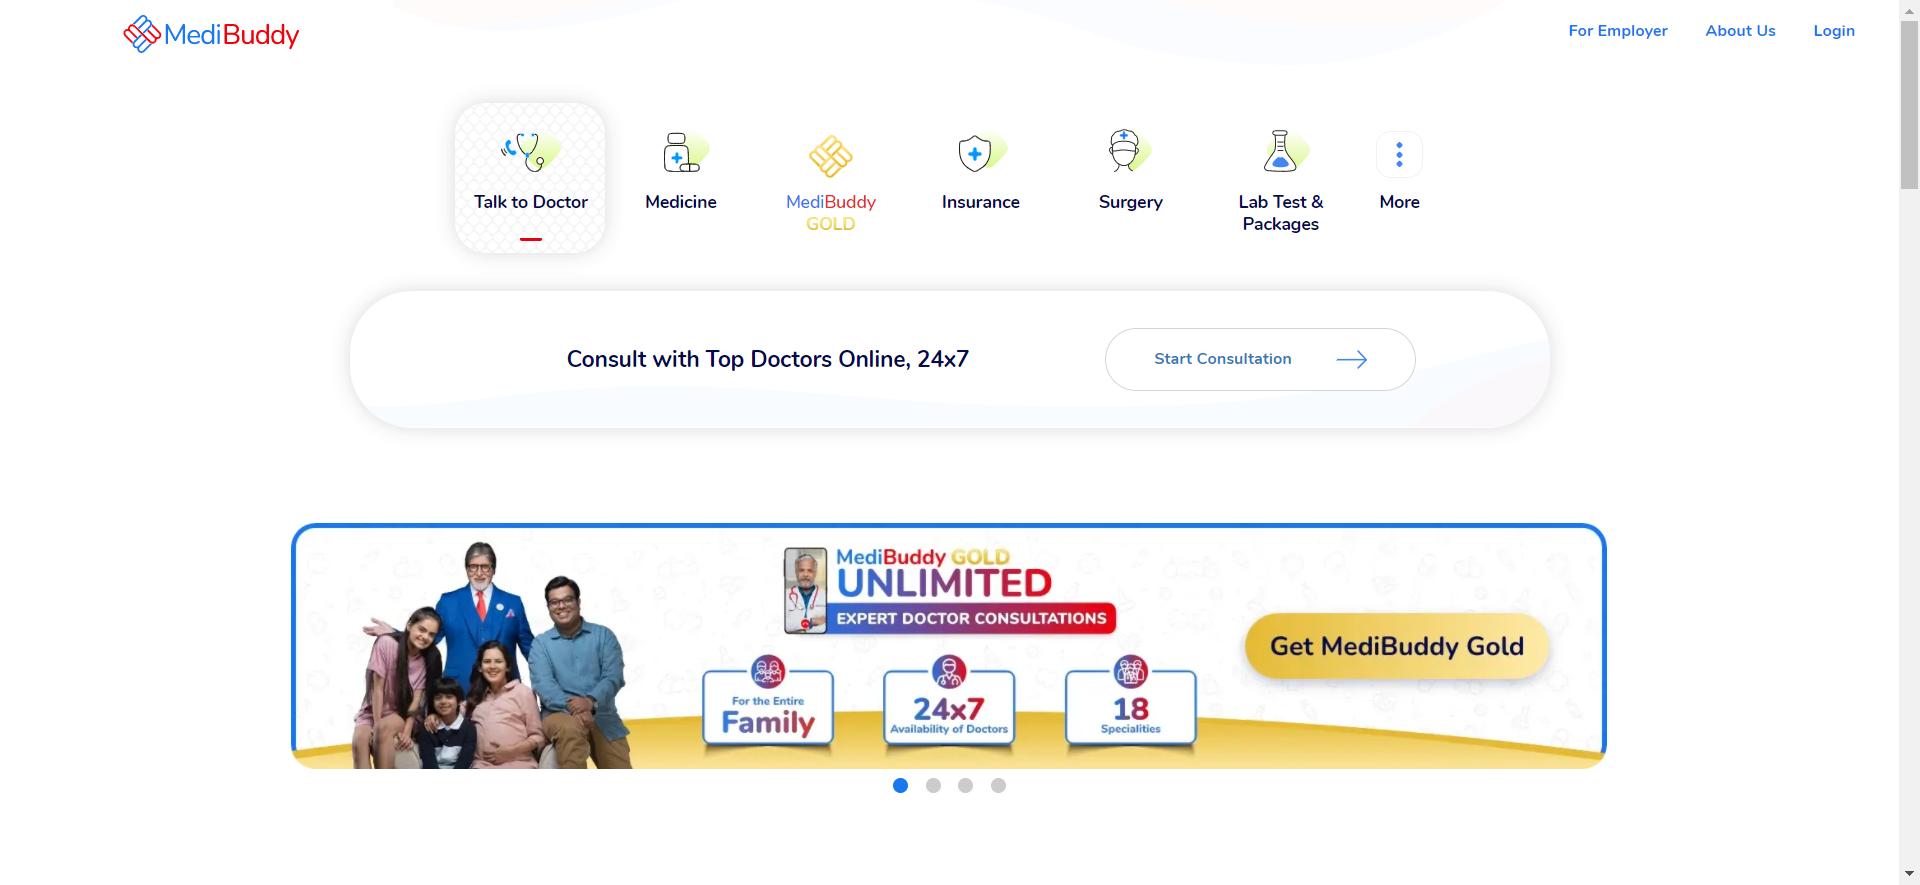 MediBuddy
For Employer
About Us
Login
Talk to Doctor
Medicine
MediBuddy
GOLD
Insurance
Surgery
Lab Test &
Packages
More
Consult with Top Doctors Online, 24x7
Start Consultation
MediBuddy GOLD
UNLIMITED
EXPERT DOCTOR CONSULTATIONS
For the Entire
Family
24x7
Availability of Doctors
18
Specialities
Get MediBuddy Gold